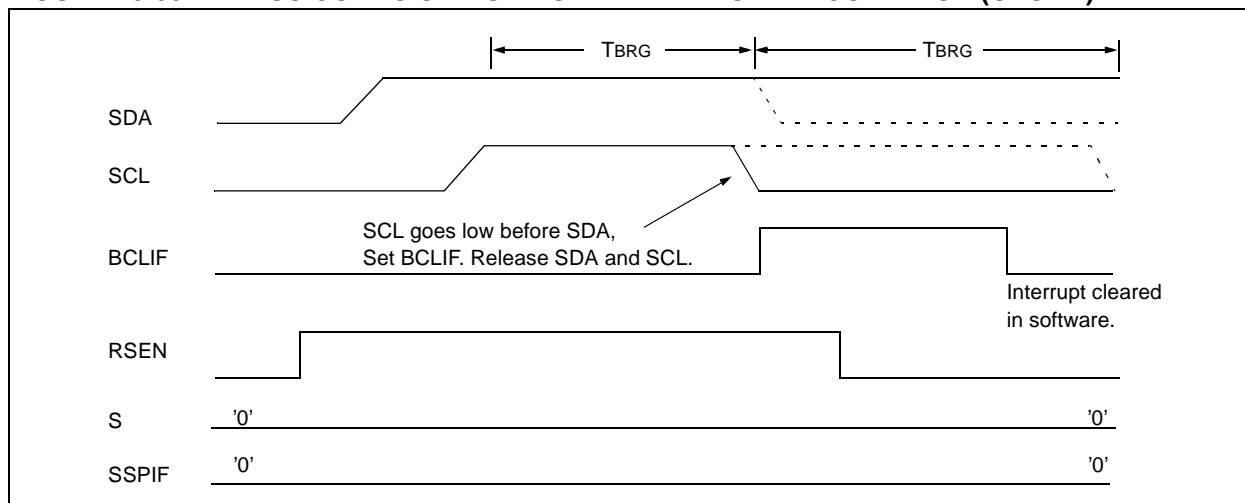 TBRG TBRG
SDA
SCL
SCL goes low before SDA,
Set BCLIF. Release SDA and SCL.
BCLIF
Interrupt cleared
in software.
RSEN
S '0' '0'
SSPIF '0' '0'